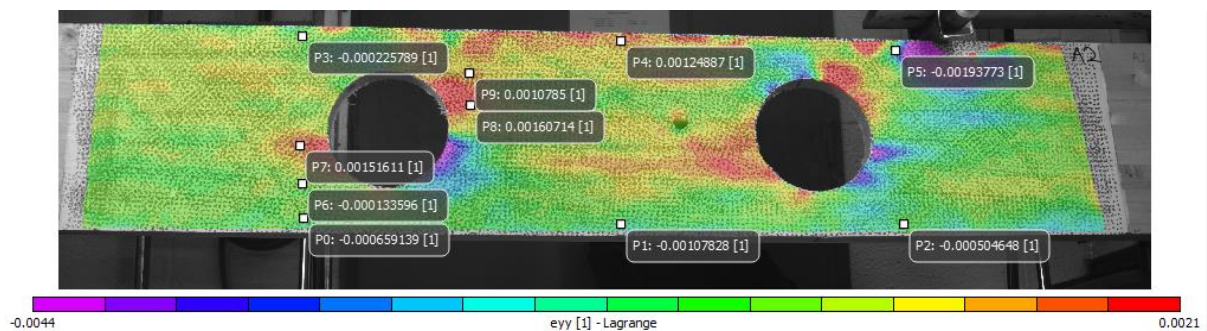 A2
P3: -0.000225789 [1]
P4: 0.00124887 [1]
P5: -0.00193773 [1]
P9: 0.0010785 [1]
P8: 0.00160714 [1]
P7: 0.00151611 [1]
P6: -0.000133596 [1]
P0: -0.000659139 [1]
P1: -0.00107828 [1]
P2: -0.000504648 [1]
-0.0044
eyy [1] - Lagrange
0.0021